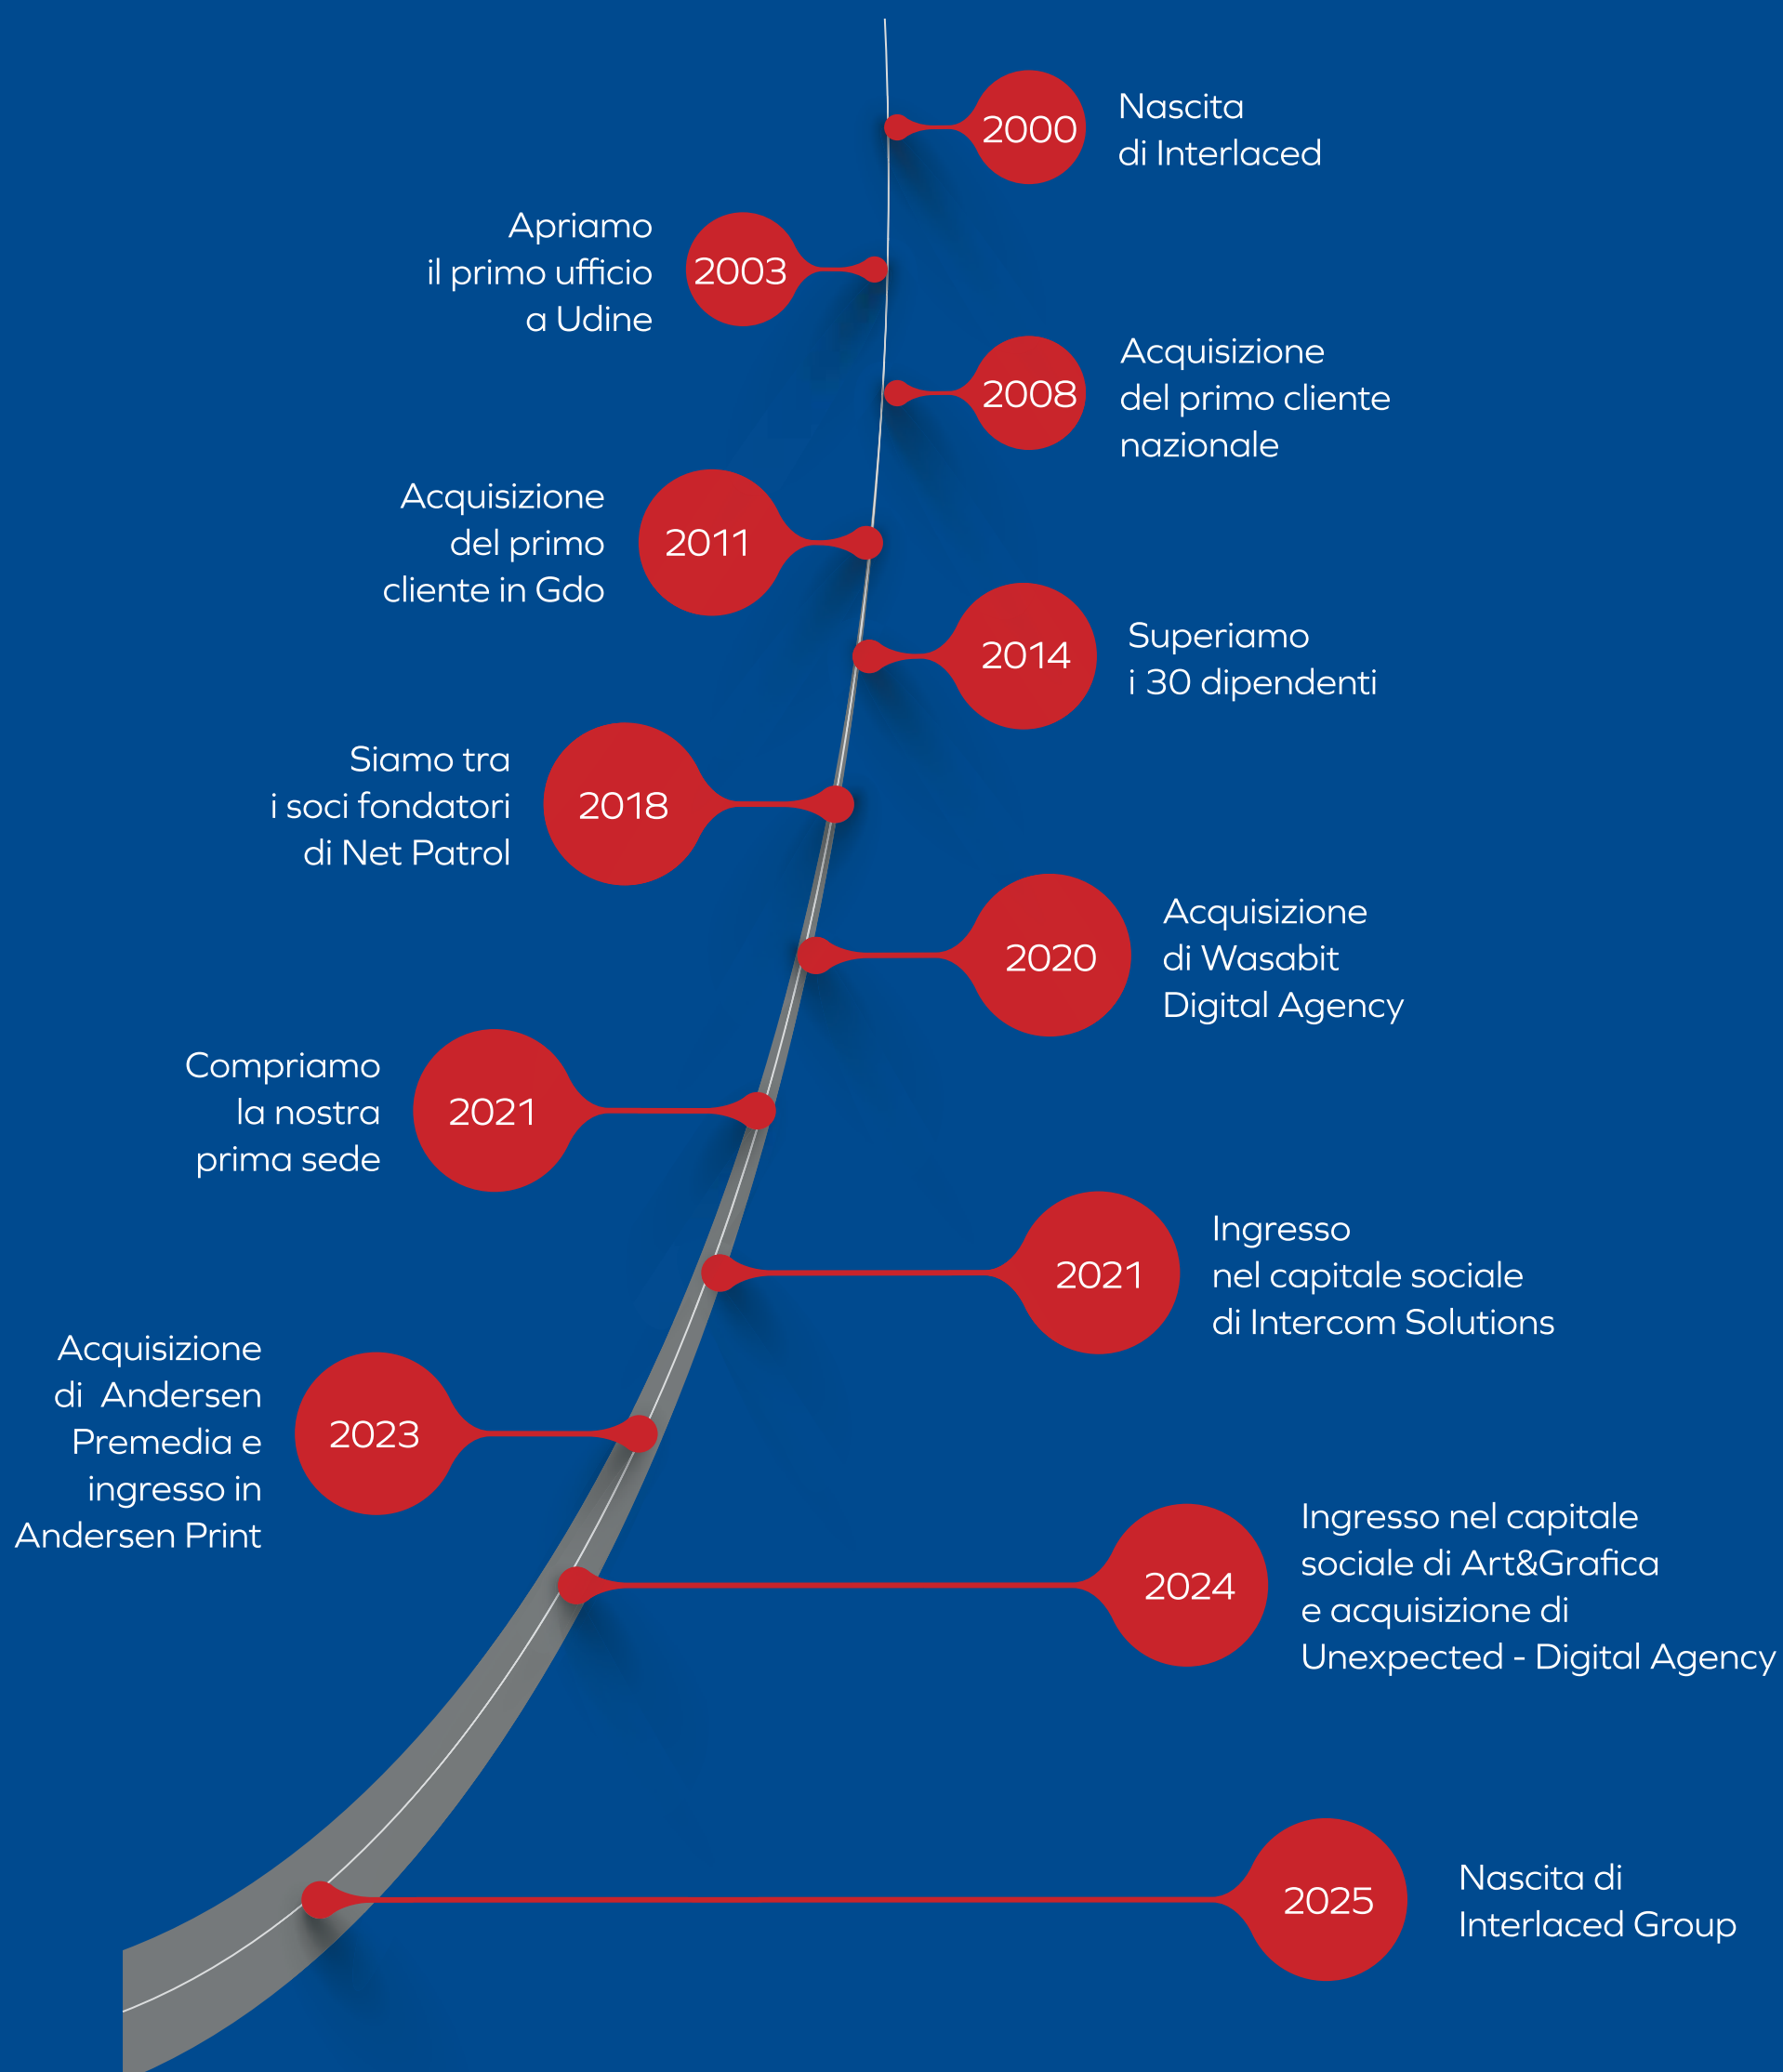 2000
Nascita
di Interlaced
Apriamo
il primo ufficio
a Udine
2003
2008
Acquisizione
del primo cliente
nazionale
Acquisizione
del primo
cliente in Gdo
2011
2014
Superiamo
i 30 dipendenti
Siamo tra
i soci fondatori
di Net Patrol
2018
2020
Acquisizione
di Wasabit
Digital Agency
Compriamo
la nostra
prima sede
2021
2021
Ingresso
nel capitale sociale
di Intercom Solutions
Acquisizione
di  Andersen
Premedia e
ingresso in
Andersen Print
2023
2024
Ingresso nel capitale
sociale di Art&Grafica
e acquisizione di
Unexpected - Digital Agency
2025
Nascita di
Interlaced Group